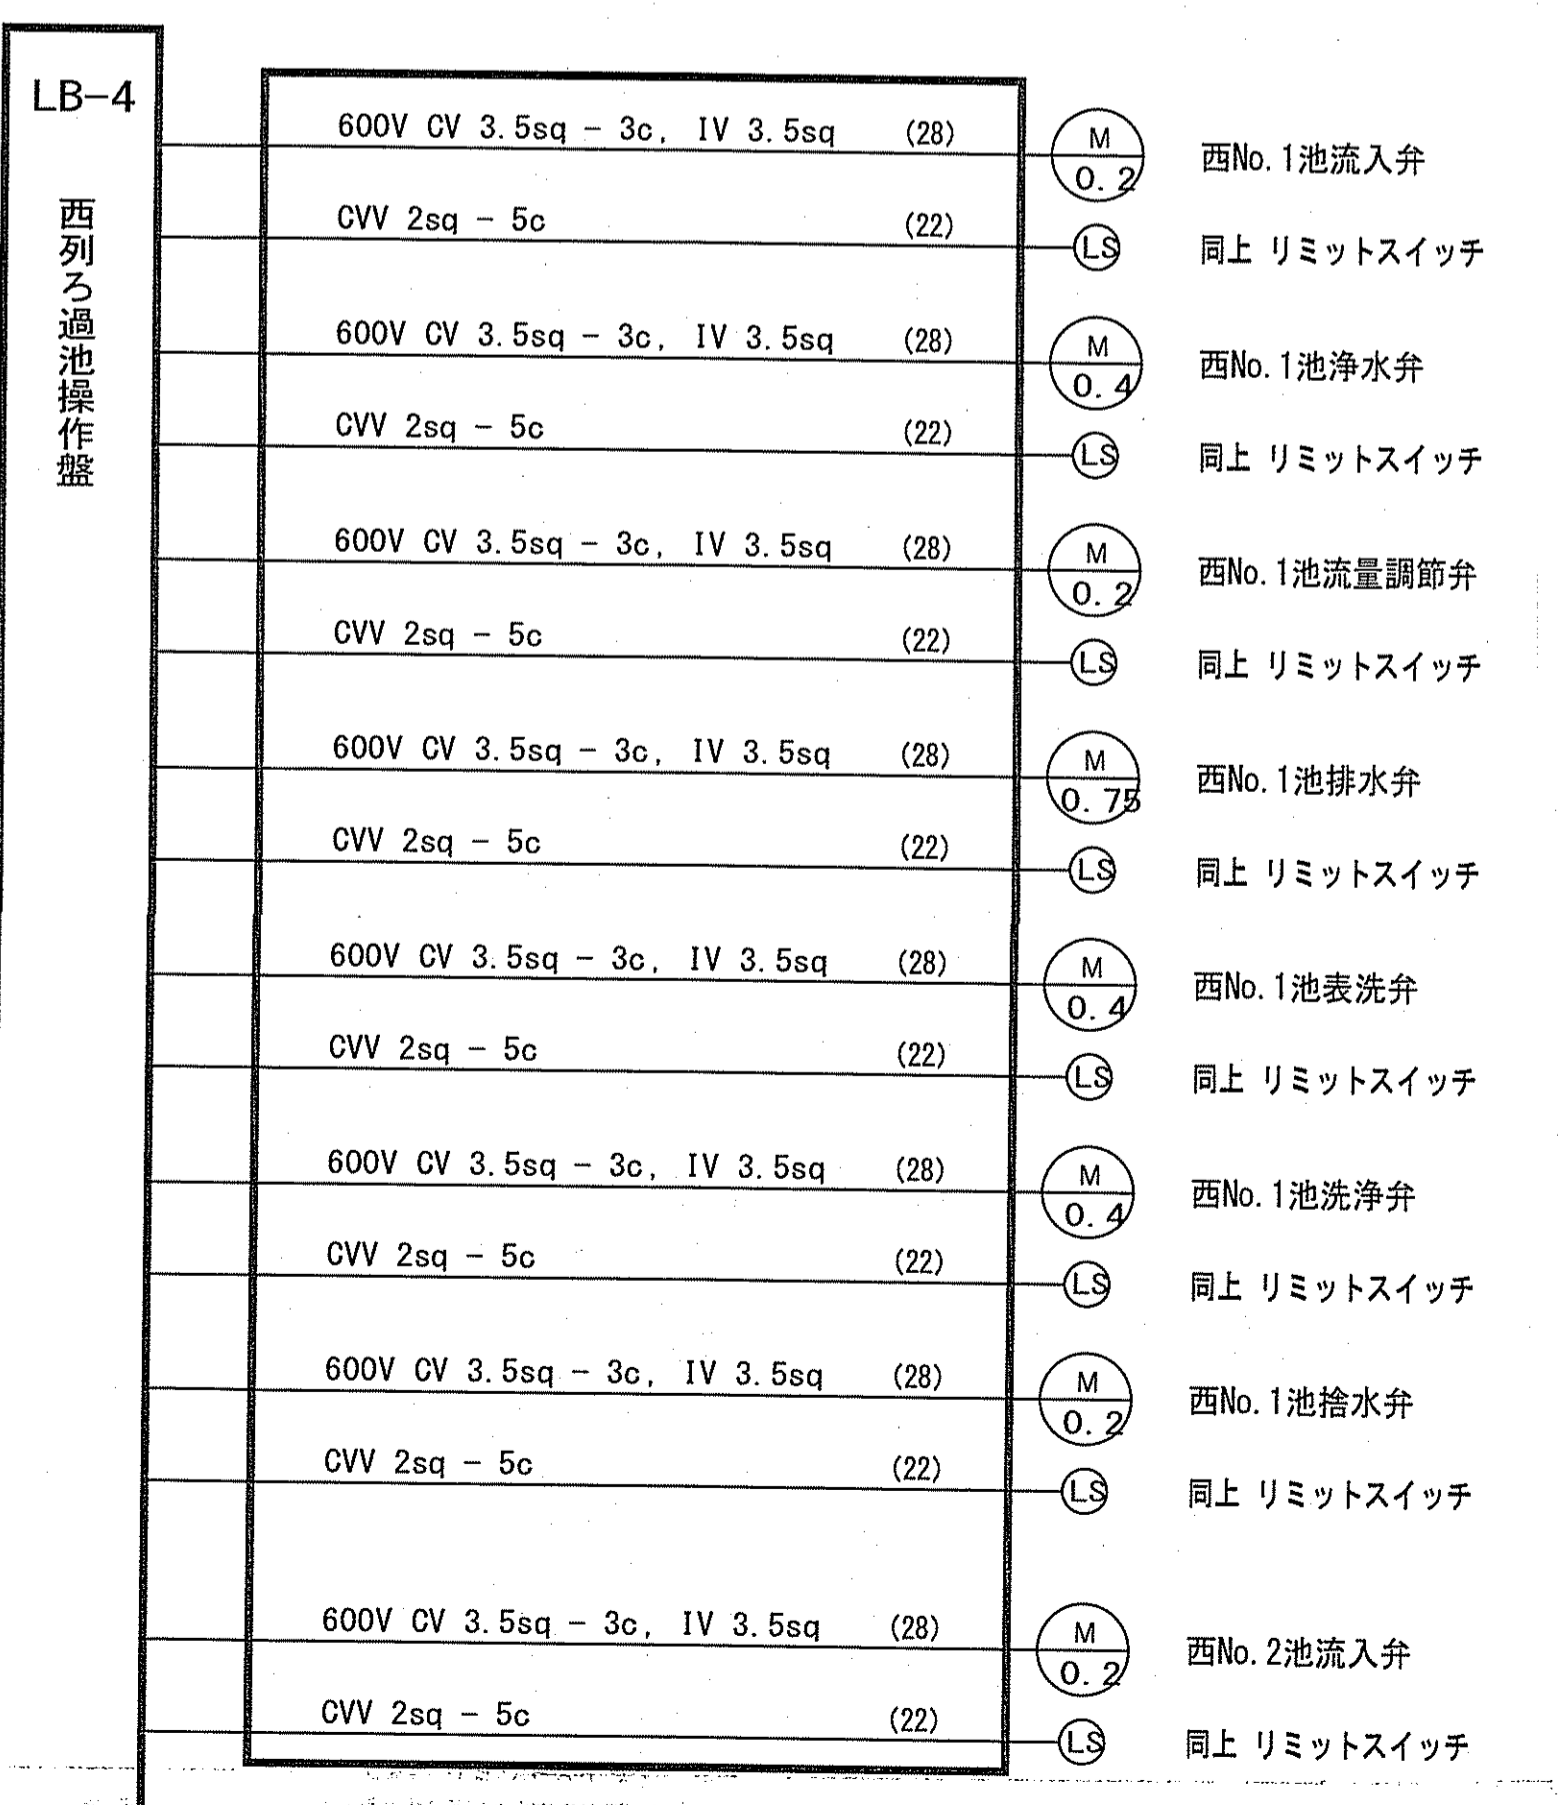 LB-4
西列ろ過池操作盤
600V CV 3.5sq - 3c, IV 3.5sq (28) M 0.2 西No.1池流入弁
CVV 2sq - 5c (22) LS 同上 リミットスイッチ
600V CV 3.5sq - 3c, IV 3.5sq (28) M 0.4 西No.1池浄水弁
CVV 2sq - 5c (22) LS 同上 リミットスイッチ
600V CV 3.5sq - 3c, IV 3.5sq (28) M 0.2 西No.1池流量調節弁
CVV 2sq - 5c (22) LS 同上 リミットスイッチ
600V CV 3.5sq - 3c, IV 3.5sq (28) M 0.75 西No.1池排水弁
CVV 2sq - 5c (22) LS 同上 リミットスイッチ
600V CV 3.5sq - 3c, IV 3.5sq (28) M 0.4 西No.1池表洗弁
CVV 2sq - 5c (22) LS 同上 リミットスイッチ
600V CV 3.5sq - 3c, IV 3.5sq (28) M 0.4 西No.1池洗浄弁
CVV 2sq - 5c (22) LS 同上 リミットスイッチ
600V CV 3.5sq - 3c, IV 3.5sq (28) M 0.2 西No.1池捨水弁
CVV 2sq - 5c (22) LS 同上 リミットスイッチ
600V CV 3.5sq - 3c, IV 3.5sq (28) M 0.2 西No.2池流入弁
CVV 2sq - 5c (22) LS 同上 リミットスイッチ